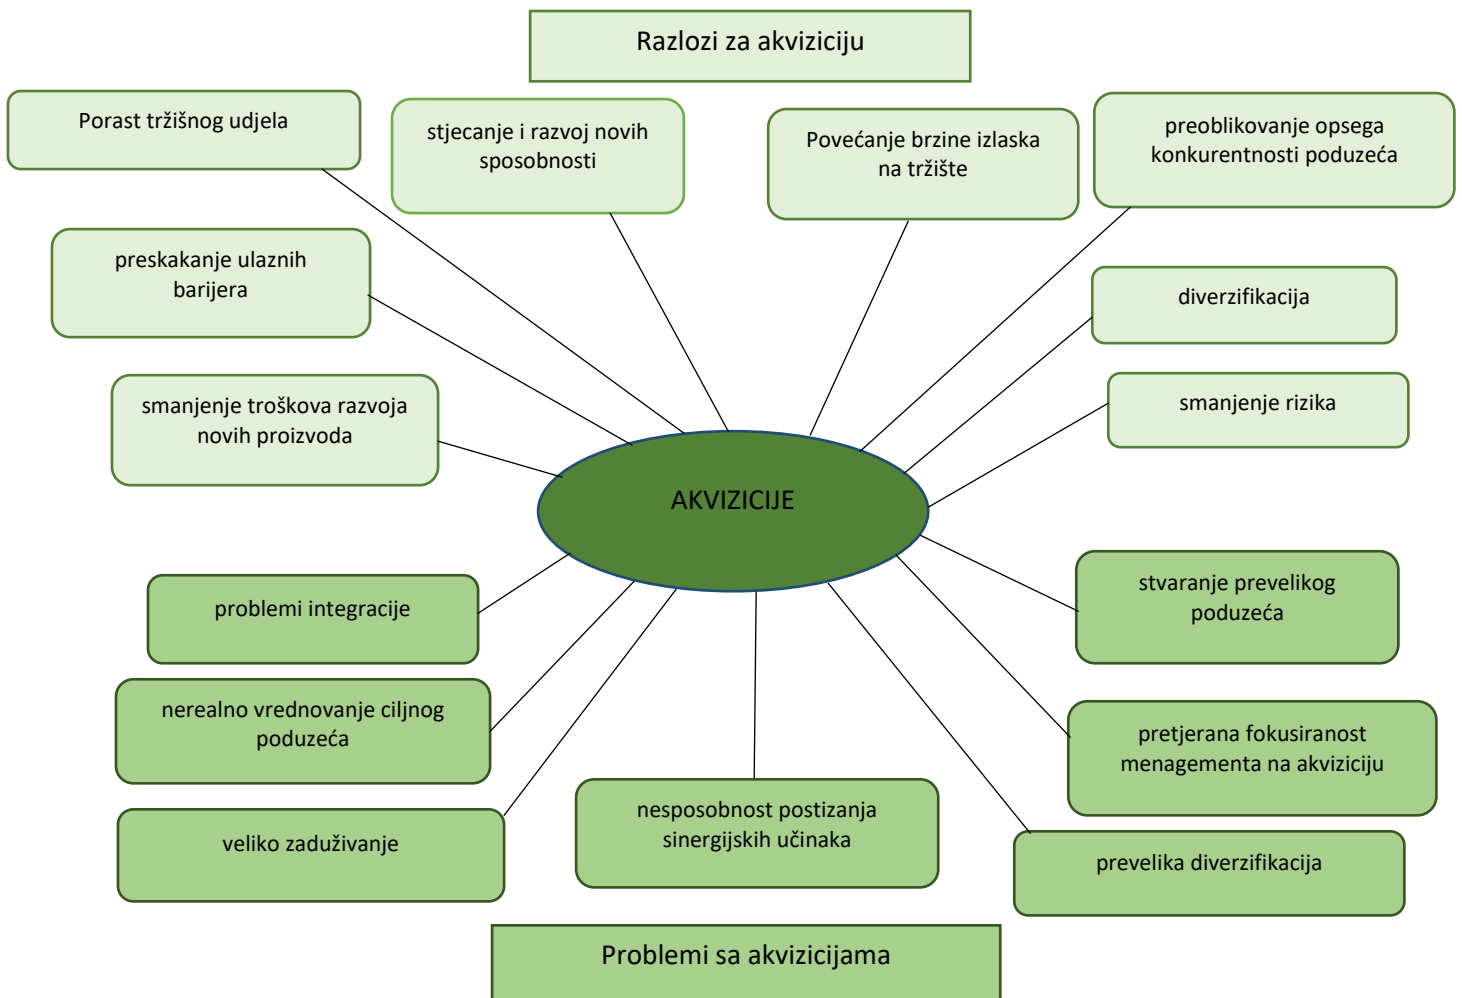 Razlozi za akviziciju
Porast tržišnog udjela
stjecanje i razvoj novih
sposobnosti
Povećanje brzine izlaska
na tržište
preoblikovanje opsega
konkurentnosti poduzeća
preskakanje ulaznih
barijera
diverzifikacija
smanjenje troškova razvoja
novih proizvoda
smanjenje rizika
AKVIZICIJE
problemi integracije
stvaranje prevelikog
poduzeća
nerealno vrednovanje ciljnog
poduzeća
pretjerana fokusiranost
menagementa na akviziciju
veliko zaduživanje
nesposobnost postizanja
sinergijskih učinaka
prevelika diverzifikacija
Problemi sa akvizicijama